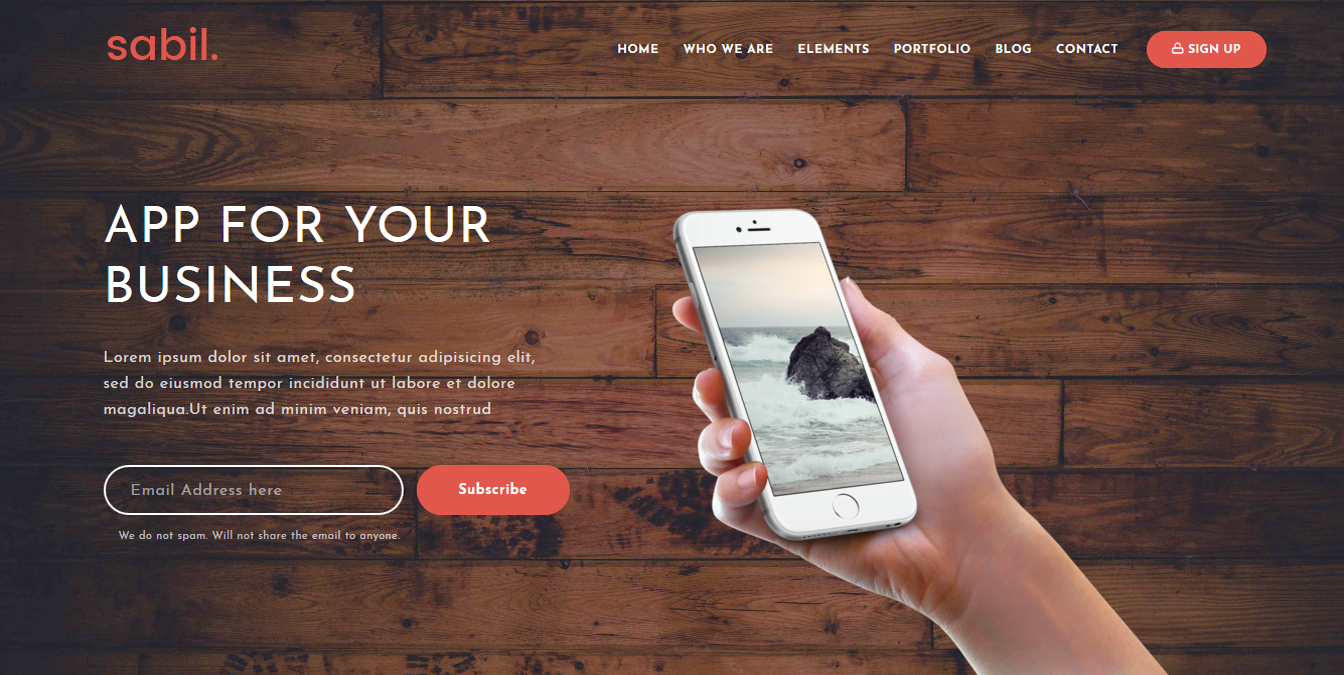 sabil.
HOME WHO WE ARE ELEMENTS PORTFOLIO BLOG CONTACT SIGN UP
APP FOR YOUR
BUSINESS
Lorem ipsum dolor sit amet, consectetur adipisicing elit,
sed do eiusmod tempor incididunt ut labore et dolore
magaliqua.Ut enim ad minim veniam, quis nostrud
Email Address here Subscribe
We do not spam. Will not share the email to anyone.